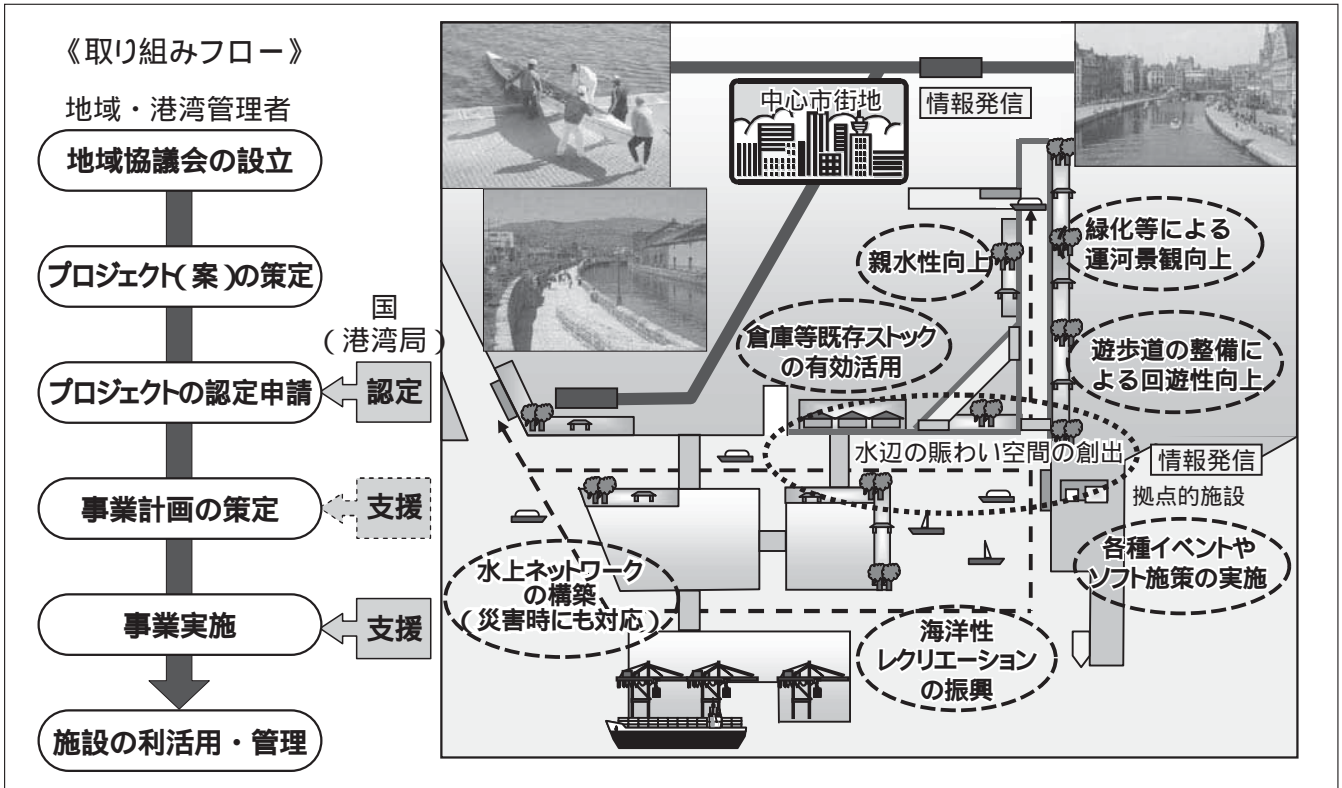 《取り組みフロー》
地域・港湾管理者
地域協議会の設立
プロジェクト(案)の策定
国
(港湾局)
プロジェクトの認定申請
認定
事業計画の策定
支援
事業実施
支援
施設の利活用・管理
中心市街地
情報発信
親水性向上
緑化等による
運河景観向上
倉庫等既存ストック
の有効活用
遊歩道の整備に
よる回遊性向上
水辺の賑わい空間の創出
情報発信
拠点的施設
各種イベントや
ソフト施策の実施
水上ネットワーク
の構築
(災害時にも対応)
海洋性
レクリエーション
の振興